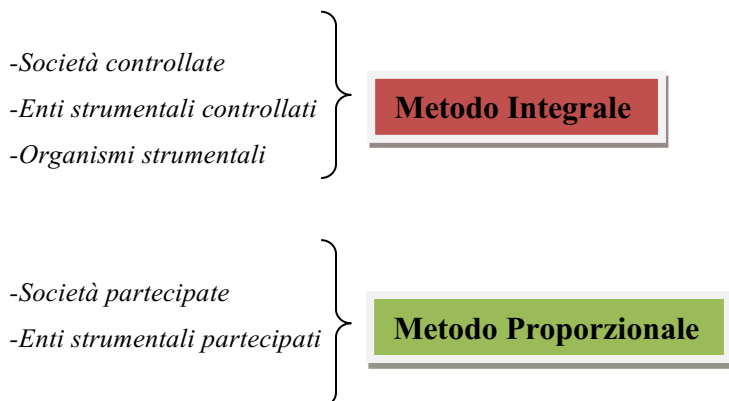 -Società controllate
-Enti strumentali controllati
-Organismi strumentali
Metodo Integrale
-Società partecipate
-Enti strumentali partecipati
Metodo Proporzionale